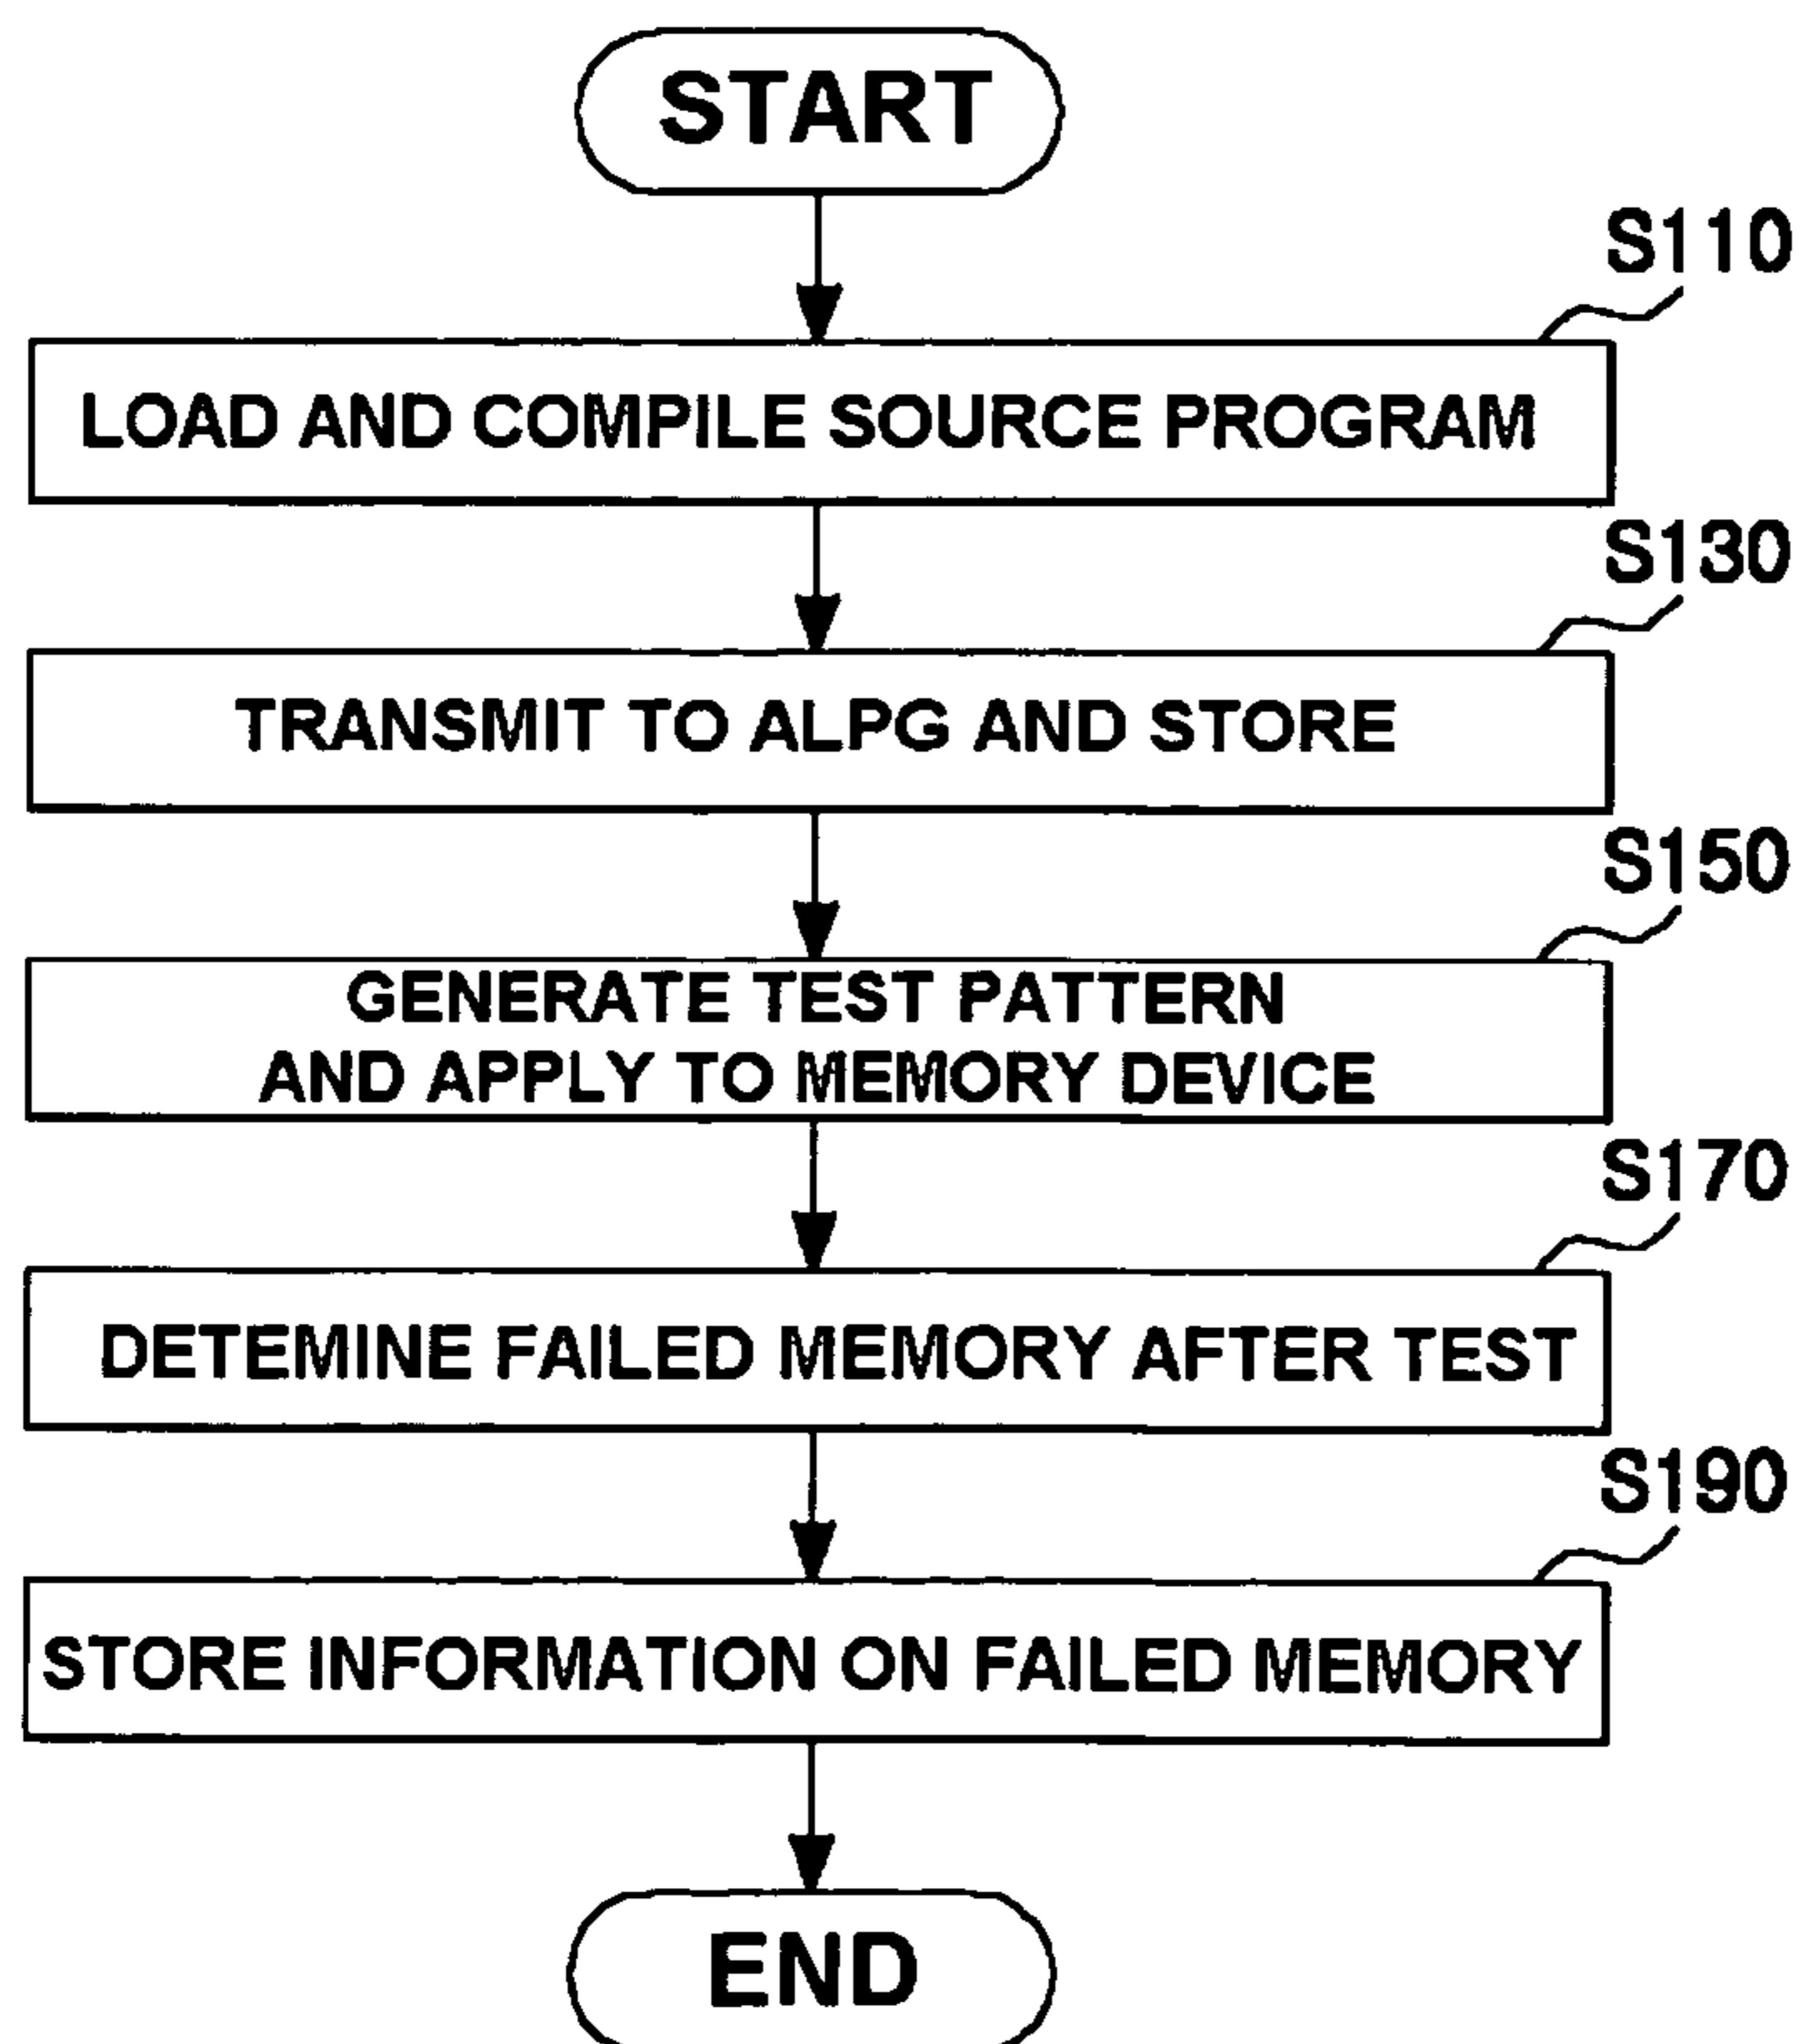 START
S110
LOAD AND COMPILE SOURCE PROGRAM
S130
TRANSMIT TO ALPG AND STORE
S150
GENERATE TEST PATTERN
AND APPLY TO MEMORY DEVICE
S170
DETEMINE FAILED MEMORY AFTER TEST
S190
STORE INFORMATION ON FAILED MEMORY
END